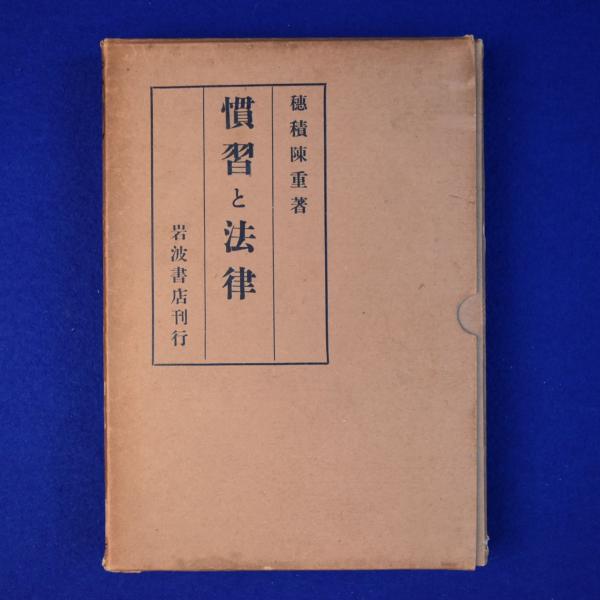 穗積陳重著
慣習と法律
岩波書店刊行